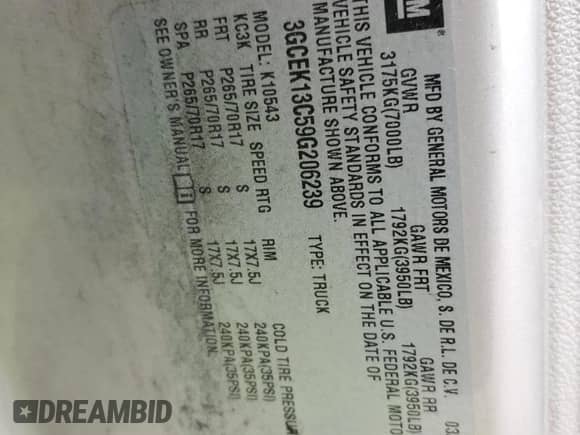 GM ®
MFD BY GENERAL MOTORS DE MEXICO, S. DE R.L. DE C.V. 03
GVWR GAWR FRT GAWR RR
3175KG(7000LB) 1792KG(3950LB) 1792KG(3950LB)
THIS VEHICLE CONFORMS TO ALL APPLICABLE U.S. FEDERAL MOTO
VEHICLE SAFETY STANDARDS IN EFFECT ON THE DATE OF
MANUFACTURE SHOWN ABOVE.
3GCEK13C59G206239 TYPE: TRUCK
MODEL: K10543
KC3K TIRE SIZE SPEED RTG RIM COLD TIRE PRESSUR
FRT P265/70R17 S 17X7.5J 240KPA(35PSI)
RR P265/70R17 S 17X7.5J 240KPA(35PSI)
SPA P265/70R17 S 17X7.5J 240KPA(35PSI)
SEE OWNER'S MANUAL FOR MORE INFORMATION.
DREAMBID